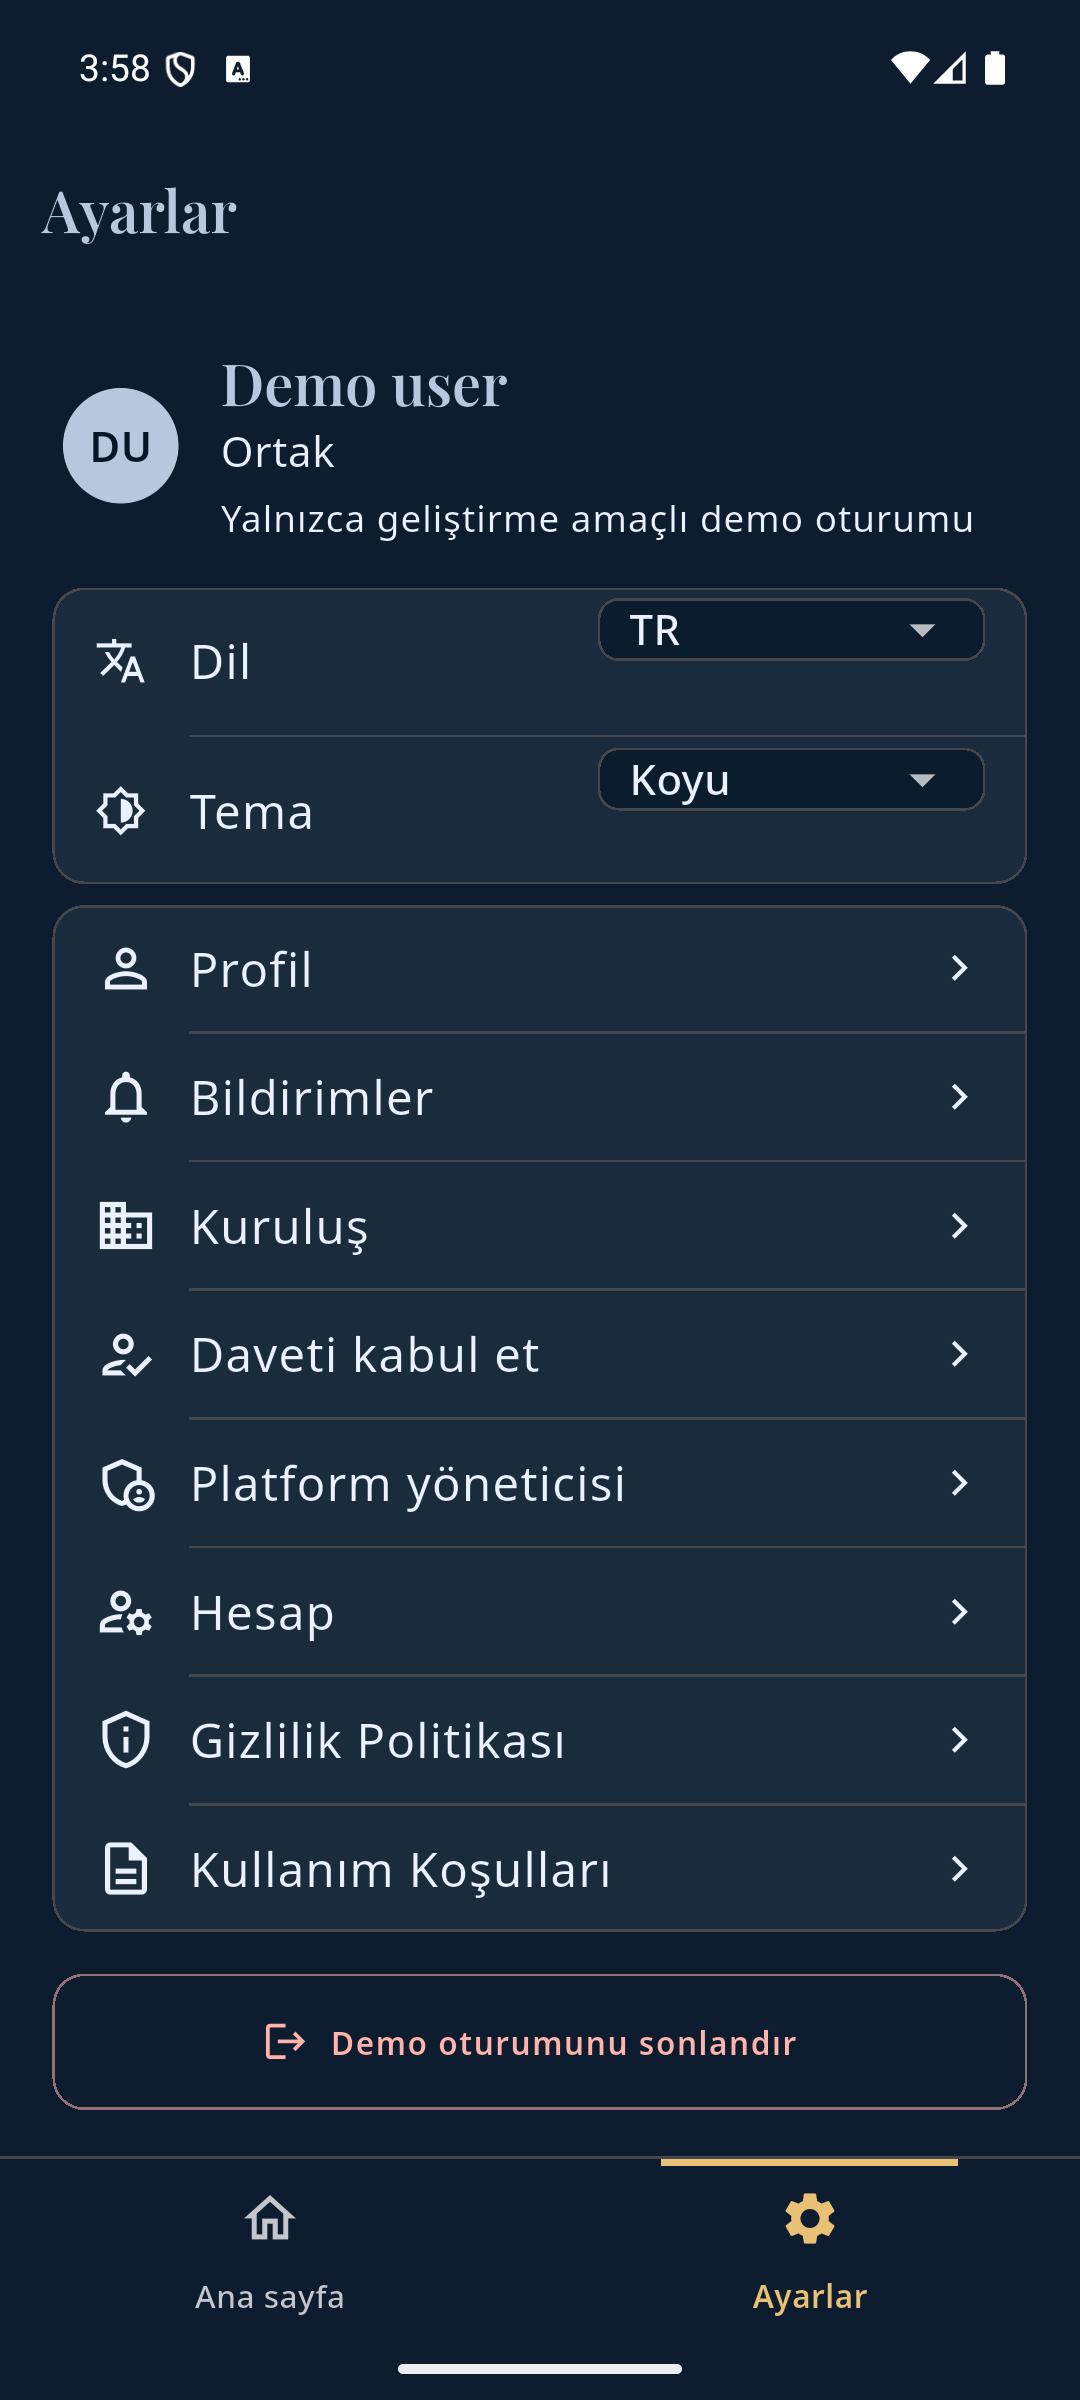 3:58
Ayarlar
DU
Demo user
Ortak
Yalnızca geliştirme amaçlı demo oturumu
Dil
TR
Tema
Koyu
Profil
Bildirimler
Kuruluş
Daveti kabul et
Platform yöneticisi
Hesap
Gizlilik Politikası
Kullanım Koşulları
Demo oturumunu sonlandır
Ana sayfa
Ayarlar